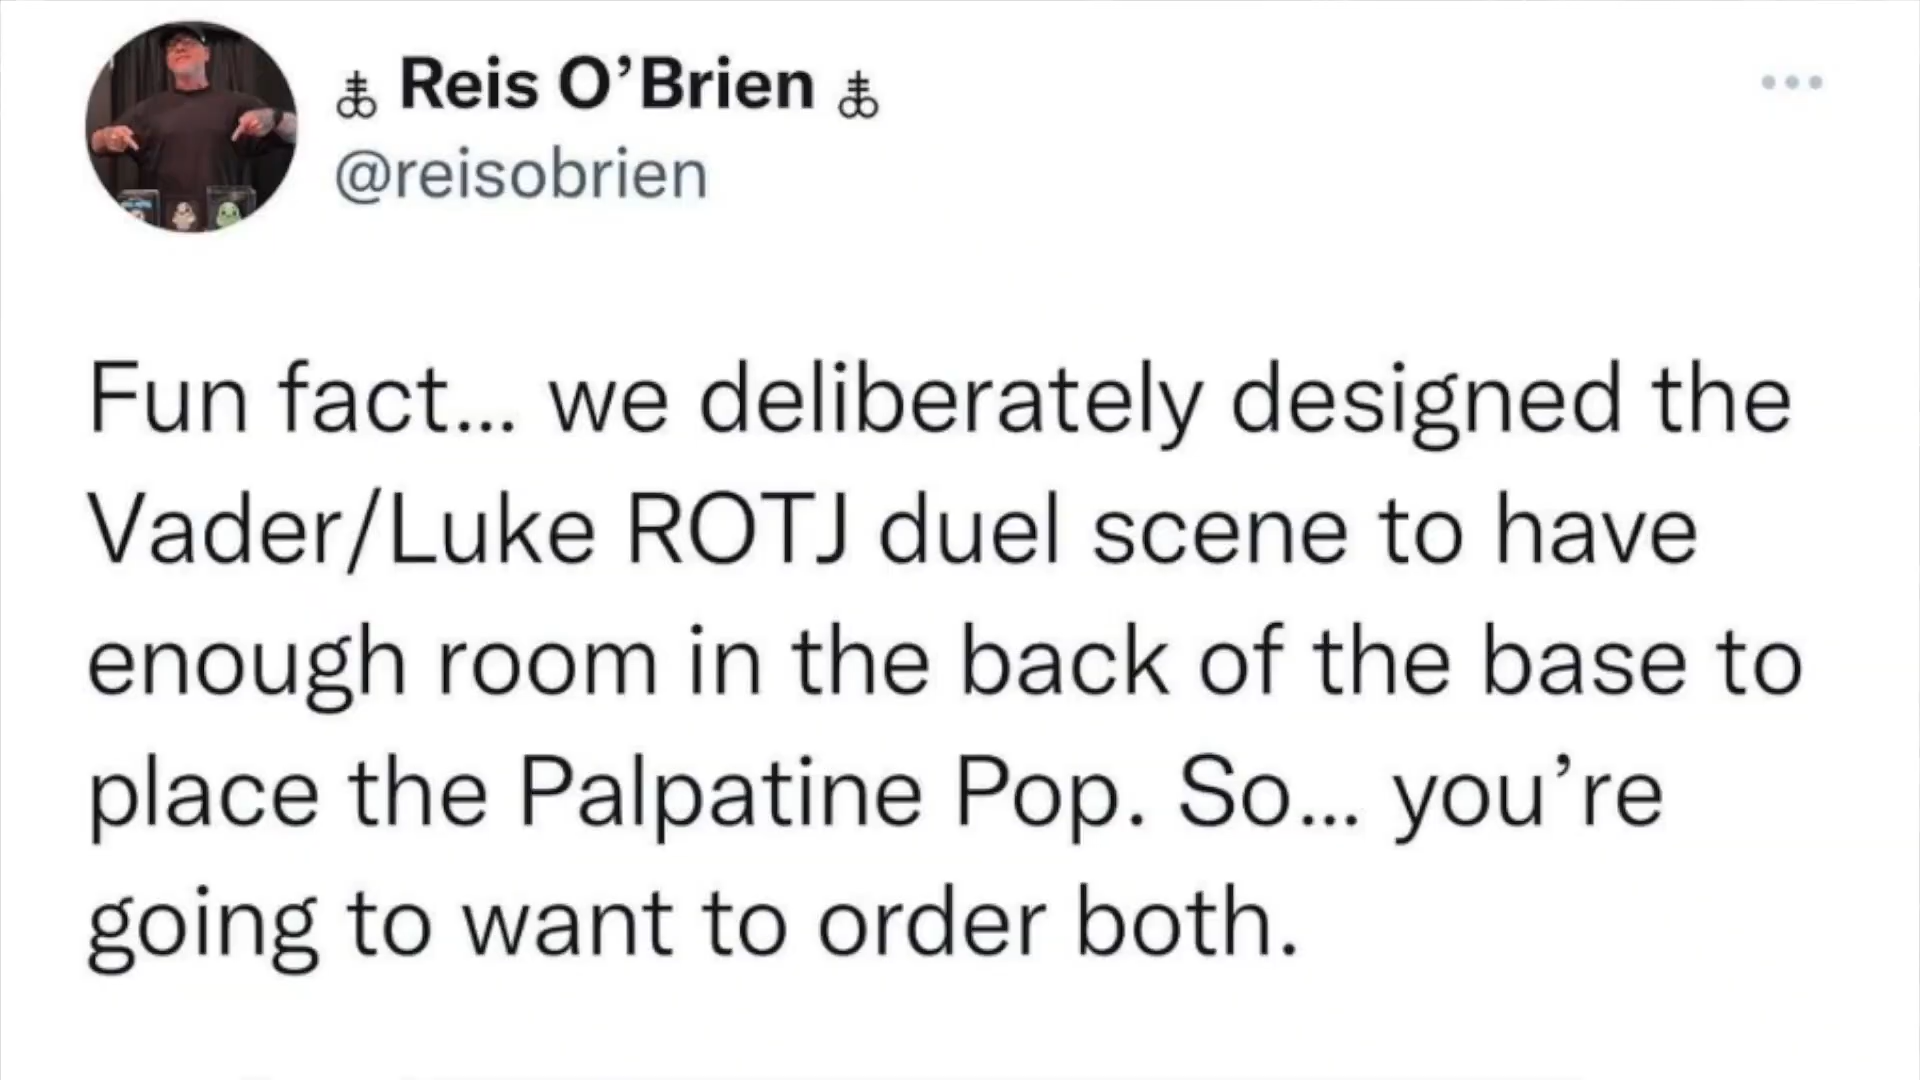 ⸎ Reis O’Brien ⸎
@reisobrien
Fun fact... we deliberately designed the
Vader/Luke ROTJ duel scene to have
enough room in the back of the base to
place the Palpatine Pop. So... you’re
going to want to order both.